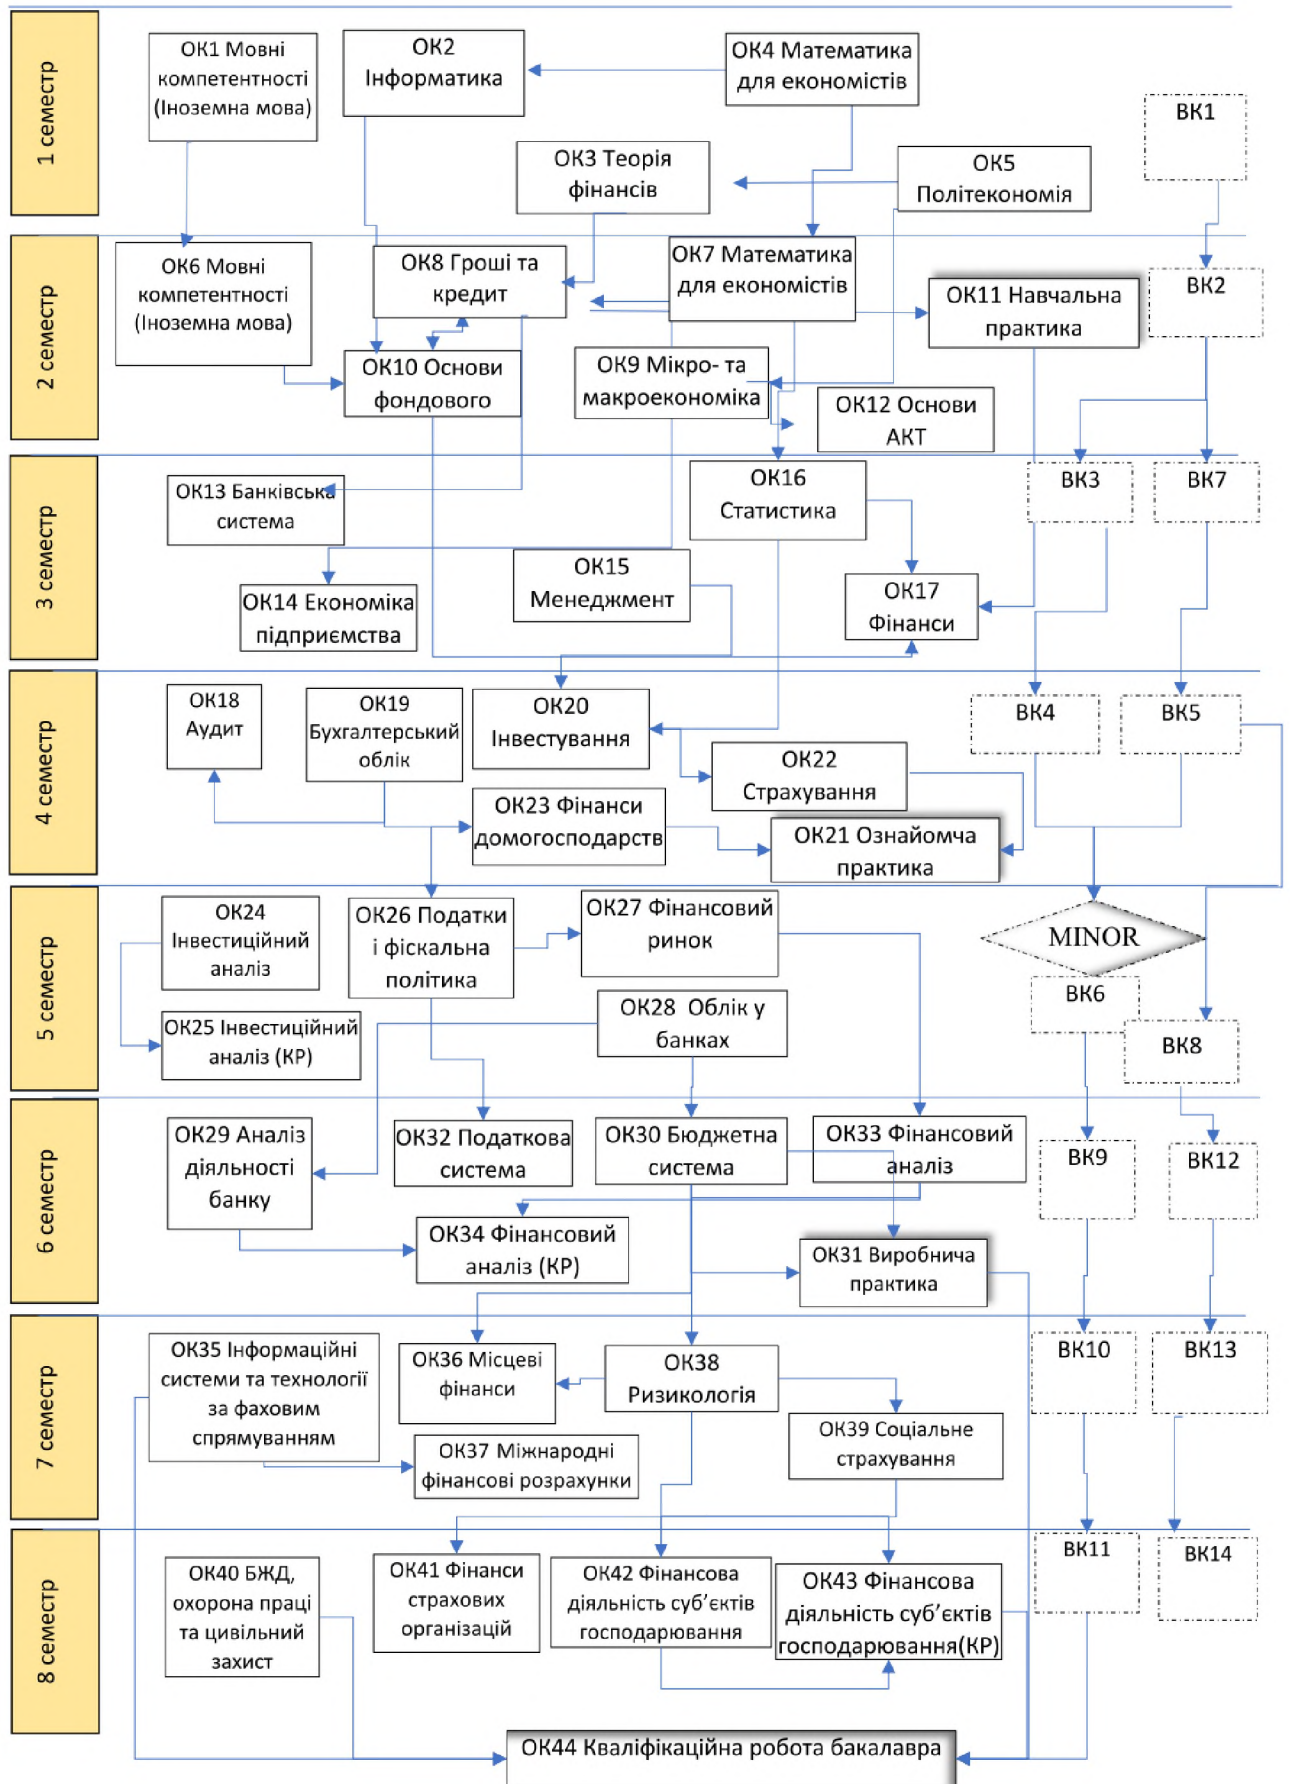 1 семестр
ОК1 Мовні
компетентності
(Іноземна мова)
ОК2
Інформатика
ОК4 Математика
для економістів
ВК1
ОК3 Теорія
фінансів
ОК5
Політекономія
2 семестр
ОК6 Мовні
компетентності
(Іноземна мова)
ОК8 Гроші та
кредит
ОК7 Математика
для економістів
ОК11 Навчальна
практика
ВК2
ОК10 Основи
фондового
ОК9 Мікро- та
макроекономіка
ОК12 Основи
АКТ
3 семестр
ОК13 Банківська
система
ОК16
Статистика
ВК3
ВК7
ОК14 Економіка
підприємства
ОК15
Менеджмент
ОК17
Фінанси
4 семестр
ОК18
Аудит
ОК19
Бухгалтерський
облік
ОК20
Інвестування
ВК4
ВК5
ОК22
Страхування
ОК23 Фінанси
домогосподарств
ОК21 Ознайомча
практика
5 семестр
ОК24
Інвестиційний
аналіз
ОК26 Податки
і фіскальна
політика
ОК27 Фінансовий
ринок
MINOR
ВК6
ОК25 Інвестиційний
аналіз (КР)
ОК28 Облік у
банках
ВК8
6 семестр
ОК29 Аналіз
діяльності
банку
ОК32 Податкова
система
ОК30 Бюджетна
система
ОК33 Фінансовий
аналіз
ВК9
ВК12
ОК34 Фінансовий
аналіз (КР)
ОК31 Виробнича
практика
7 семестр
ОК35 Інформаційні
системи та технології
за фаховим
спрямуванням
ОК36 Місцеві
фінанси
ОК38
Ризикологія
ВК10
ВК13
ОК37 Міжнародні
фінансові розрахунки
ОК39 Соціальне
страхування
8 семестр
ОК40 БЖД,
охорона праці
та цивільний
захист
ОК41 Фінанси
страхових
організацій
ОК42 Фінансова
діяльність суб’єктів
господарювання
ОК43 Фінансова
діяльність суб’єктів
господарювання(КР)
ВК11
ВК14
ОК44 Кваліфікаційна робота бакалавра